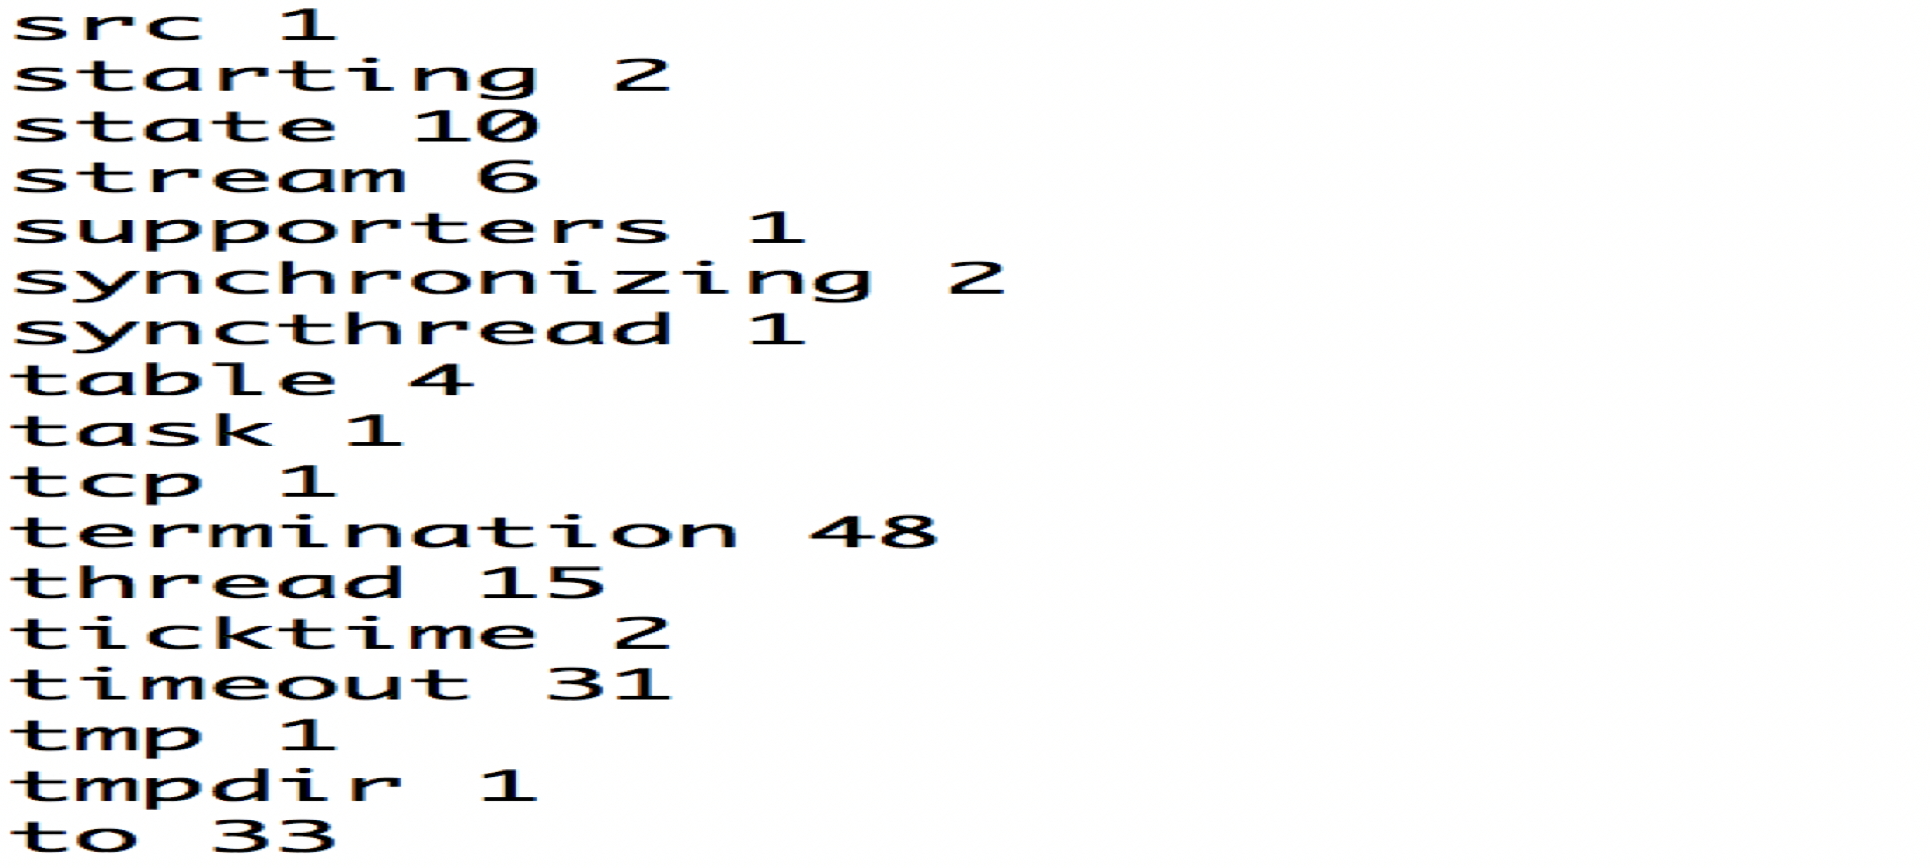 src 1
starting 2
state 10
stream 6
supporters 1
synchronizing 2
syncthread 1
table 4
task 1
tcp 1
termination 48
thread 15
ticktime 2
timeout 31
tmp 1
tmpdir 1
to 33